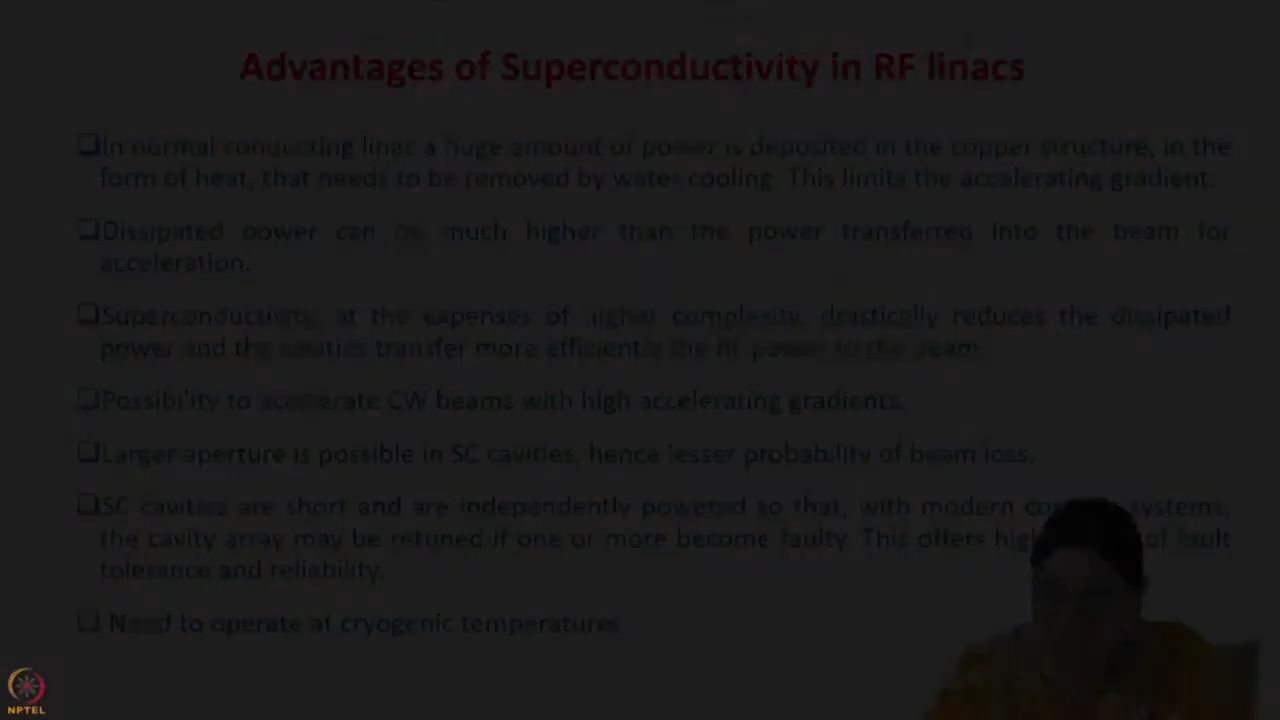 Advantages of Superconductivity in RF linacs
In normal conducting linac a huge amount of power is deposited in the copper structure, in the
form of heat, that needs to be removed by water cooling. This limits the accelerating gradient.
Dissipated power can be much higher than the power transferred into the beam for
acceleration.
Superconductivity, at the expenses of higher complexity, drastically reduces the dissipated
power and the cavities transfer more efficiently the RF power to the beam
Possibility to accelerate CW beams with high accelerating gradients.
Larger aperture is possible in SC cavities, hence lesser probability of beam loss.
SC cavities are short and are independently powered so that, with modern systems,
the cavity array may be retuned if one or more become faulty. This offers of fault
tolerance and reliability.
Need to operate at cryogenic temperatures
NPTEL